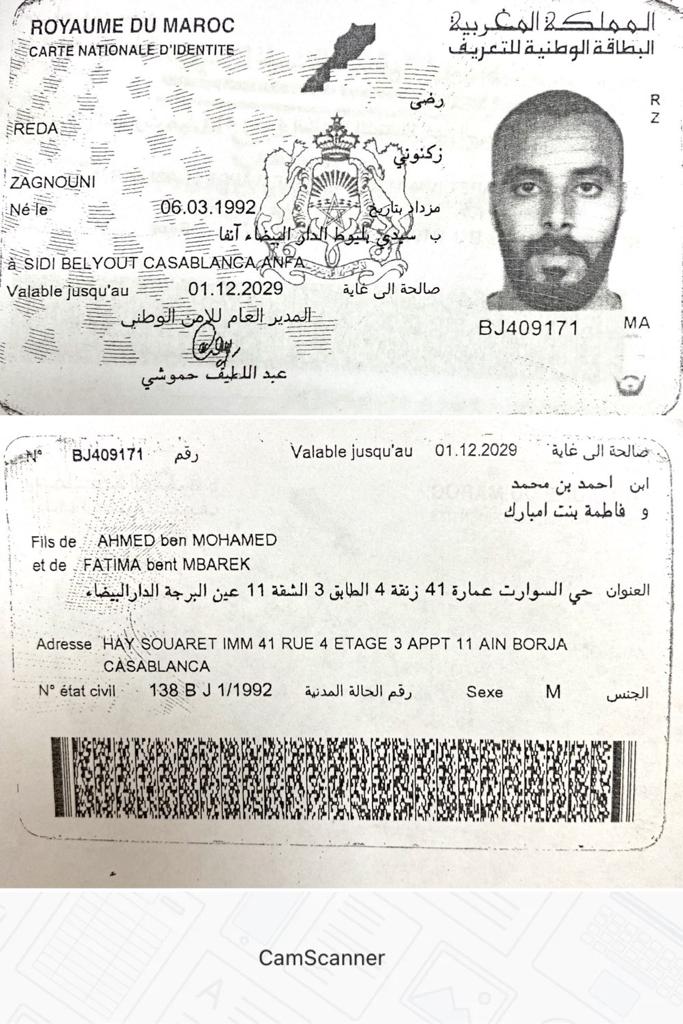 ROYAUME DU MAROC
المملكة المغربية
CARTE NATIONALE D'IDENTITE
البطاقة الوطنية للتعريف
رضى
R
Z
REDA
زكنوني
ZAGNOUNI
Né le 06.03.1992 مزداد بتاريخ
ب سيدي بليوط الدار البيضاء آنفا
à SIDI BELYOUT CASABLANCA ANFA
Valable jusqu'au 01.12.2029 صالحة الى غاية
المدير العام للامن الوطني
BJ409171 MA
عبد اللطيف حموشي
N° BJ409171 رقم Valable jusqu'au 01.12.2029 صالحة الى غاية
ابن احمد بن محمد
و فاطمة بنت امبارك
Fils de AHMED ben MOHAMED
et de FATIMA bent MBAREK
العنوان حي السوارت عمارة 41 زنقة 4 الطابق 3 الشقة 11 عين البرجة الدارالبيضاء
Adresse HAY SOUARET IMM 41 RUE 4 ETAGE 3 APPT 11 AIN BORJA
CASABLANCA
N° état civil 138 B J 1/1992 رقم الحالة المدنية Sexe M الجنس
CamScanner